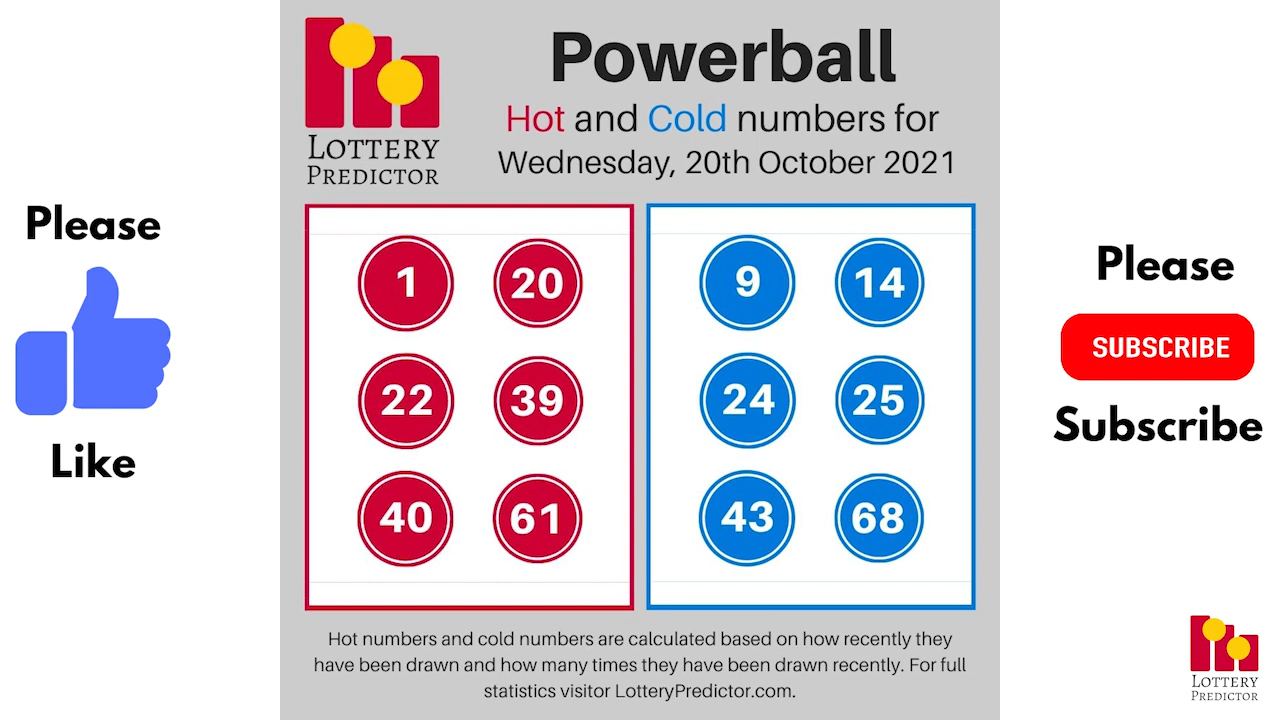 LOTTERY
PREDICTOR
Powerball
Hot and Cold numbers for
Wednesday, 20th October 2021
Please
Like
1 20
22 39
40 61
9 14
24 25
43 68
Please
SUBSCRIBE
Subscribe
Hot numbers and cold numbers are calculated based on how recently they
have been drawn and how many times they have been drawn recently. For full
statistics visitor LotteryPredictor.com.
LOTTERY
PREDICTOR